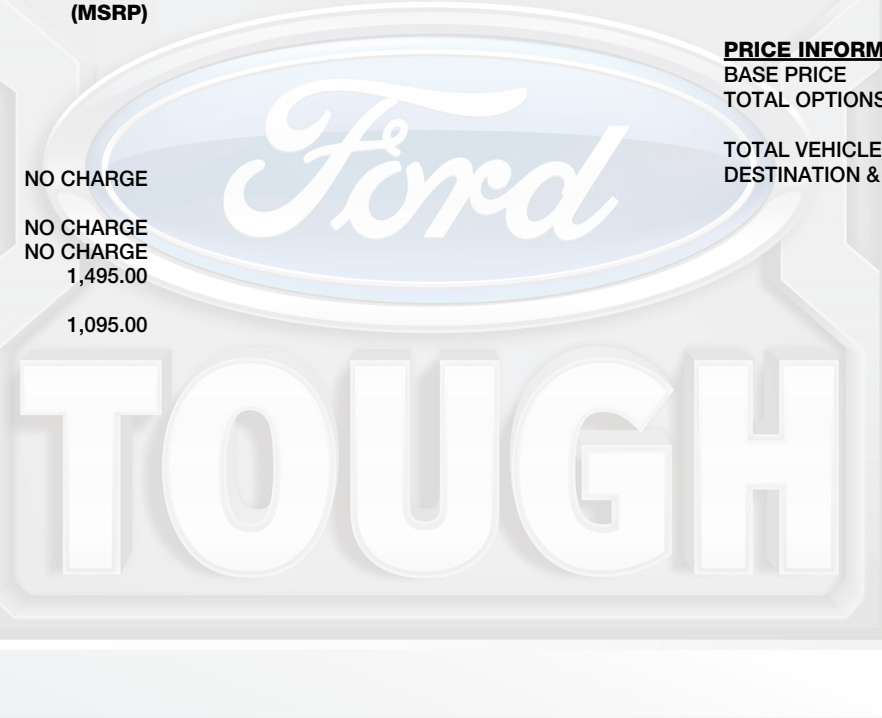 (MSRP)
NO CHARGE
NO CHARGE
NO CHARGE
1,495.00
1,095.00
PRICE INFORM
BASE PRICE
TOTAL OPTIONS
TOTAL VEHICLE
DESTINATION &
Ford
TOUGH